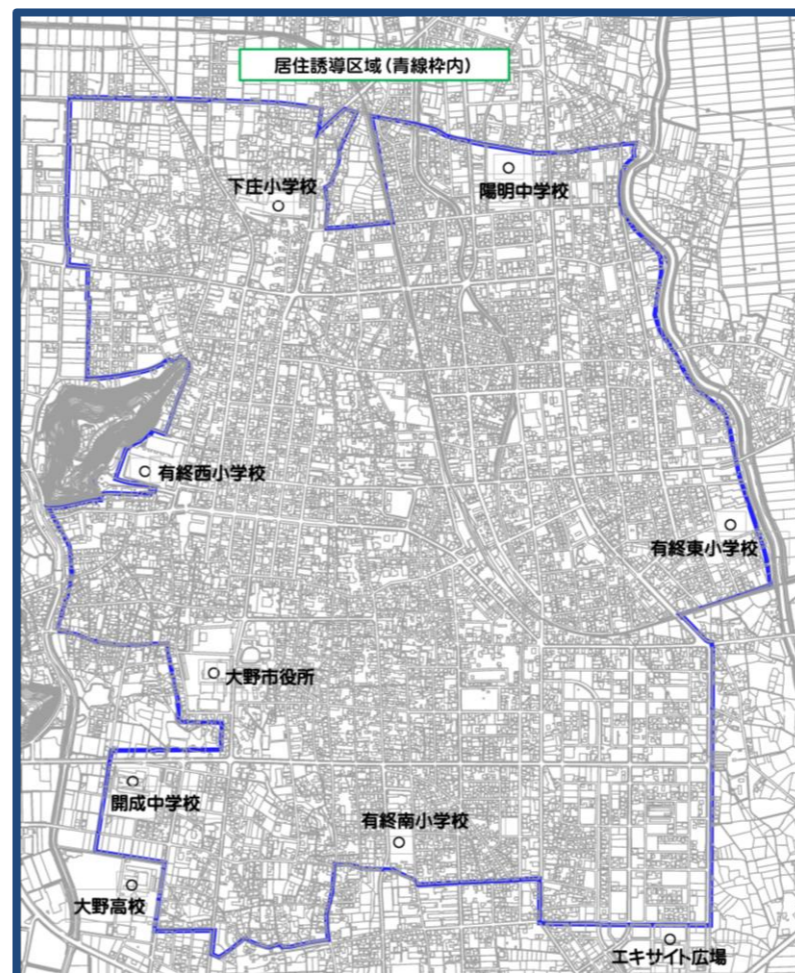 居住誘導区域(青線枠内)
下庄小学校
陽明中学校
有終西小学校
有終東小学校
大野市役所
開成中学校
有終南小学校
大野高校
エキサイト広場